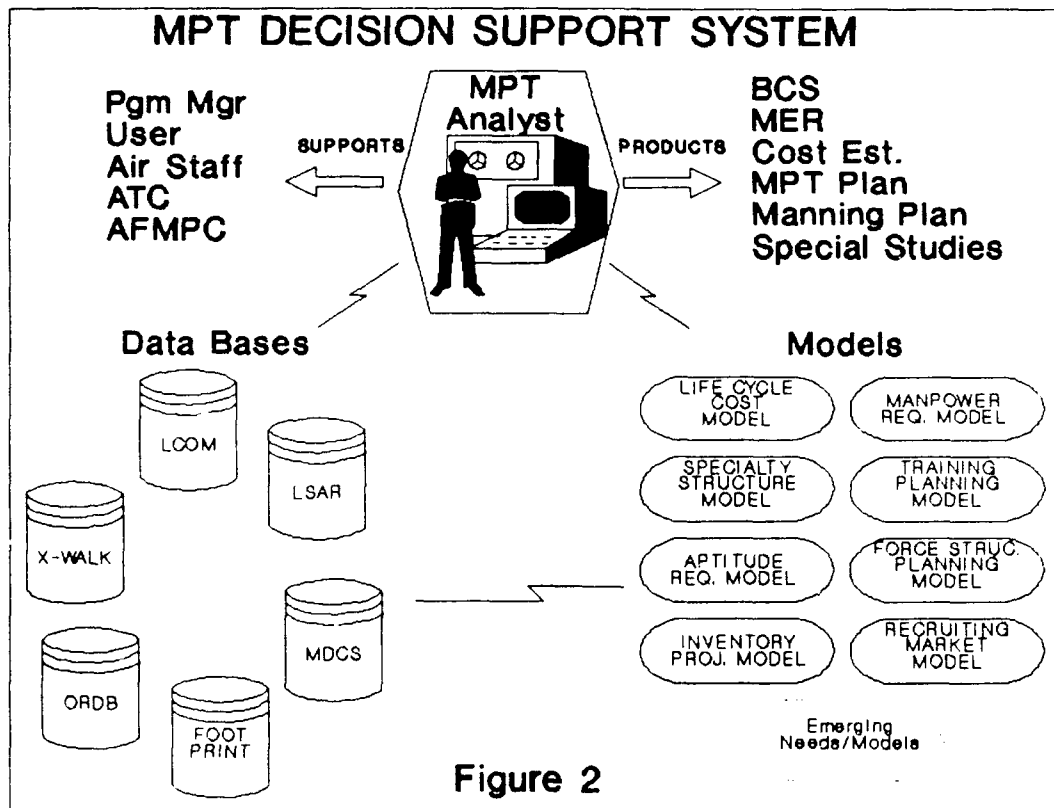 MPT DECISION SUPPORT SYSTEM
Pgm Mgr
User
Air Staff
ATC
AFMPC
SUPPORTS
MPT
Analyst
PRODUCTS
BCS
MER
Cost Est.
MPT Plan
Manning Plan
Special Studies
Data Bases
LCOM
LSAR
X-WALK
MDCS
ORDB
FOOT
PRINT
Models
LIFE CYCLE
COST
MODEL
MANPOWER
REQ. MODEL
SPECIALTY
STRUCTURE
MODEL
TRAINING
PLANNING
MODEL
APTITUDE
REQ. MODEL
FORCE STRUC.
PLANNING
MODEL
INVENTORY
PROJ. MODEL
RECRUITING
MARKET
MODEL
Emerging
Needs/Models
Figure 2